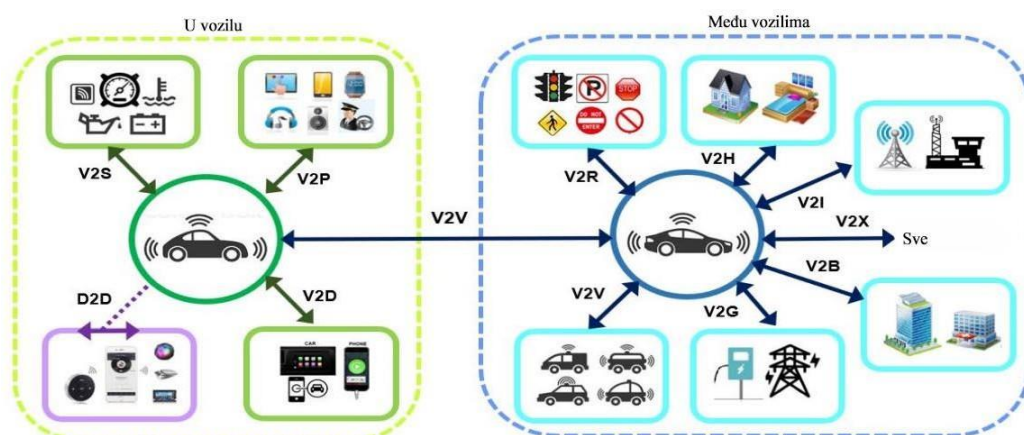 U vozilu
Među vozilima
STOP
DO NOT
ENTER
V2S
V2P
V2R
V2H
V2I
V2V
V2X
Sve
V2B
D2D
V2D
V2V
V2G
CAR
PHONE